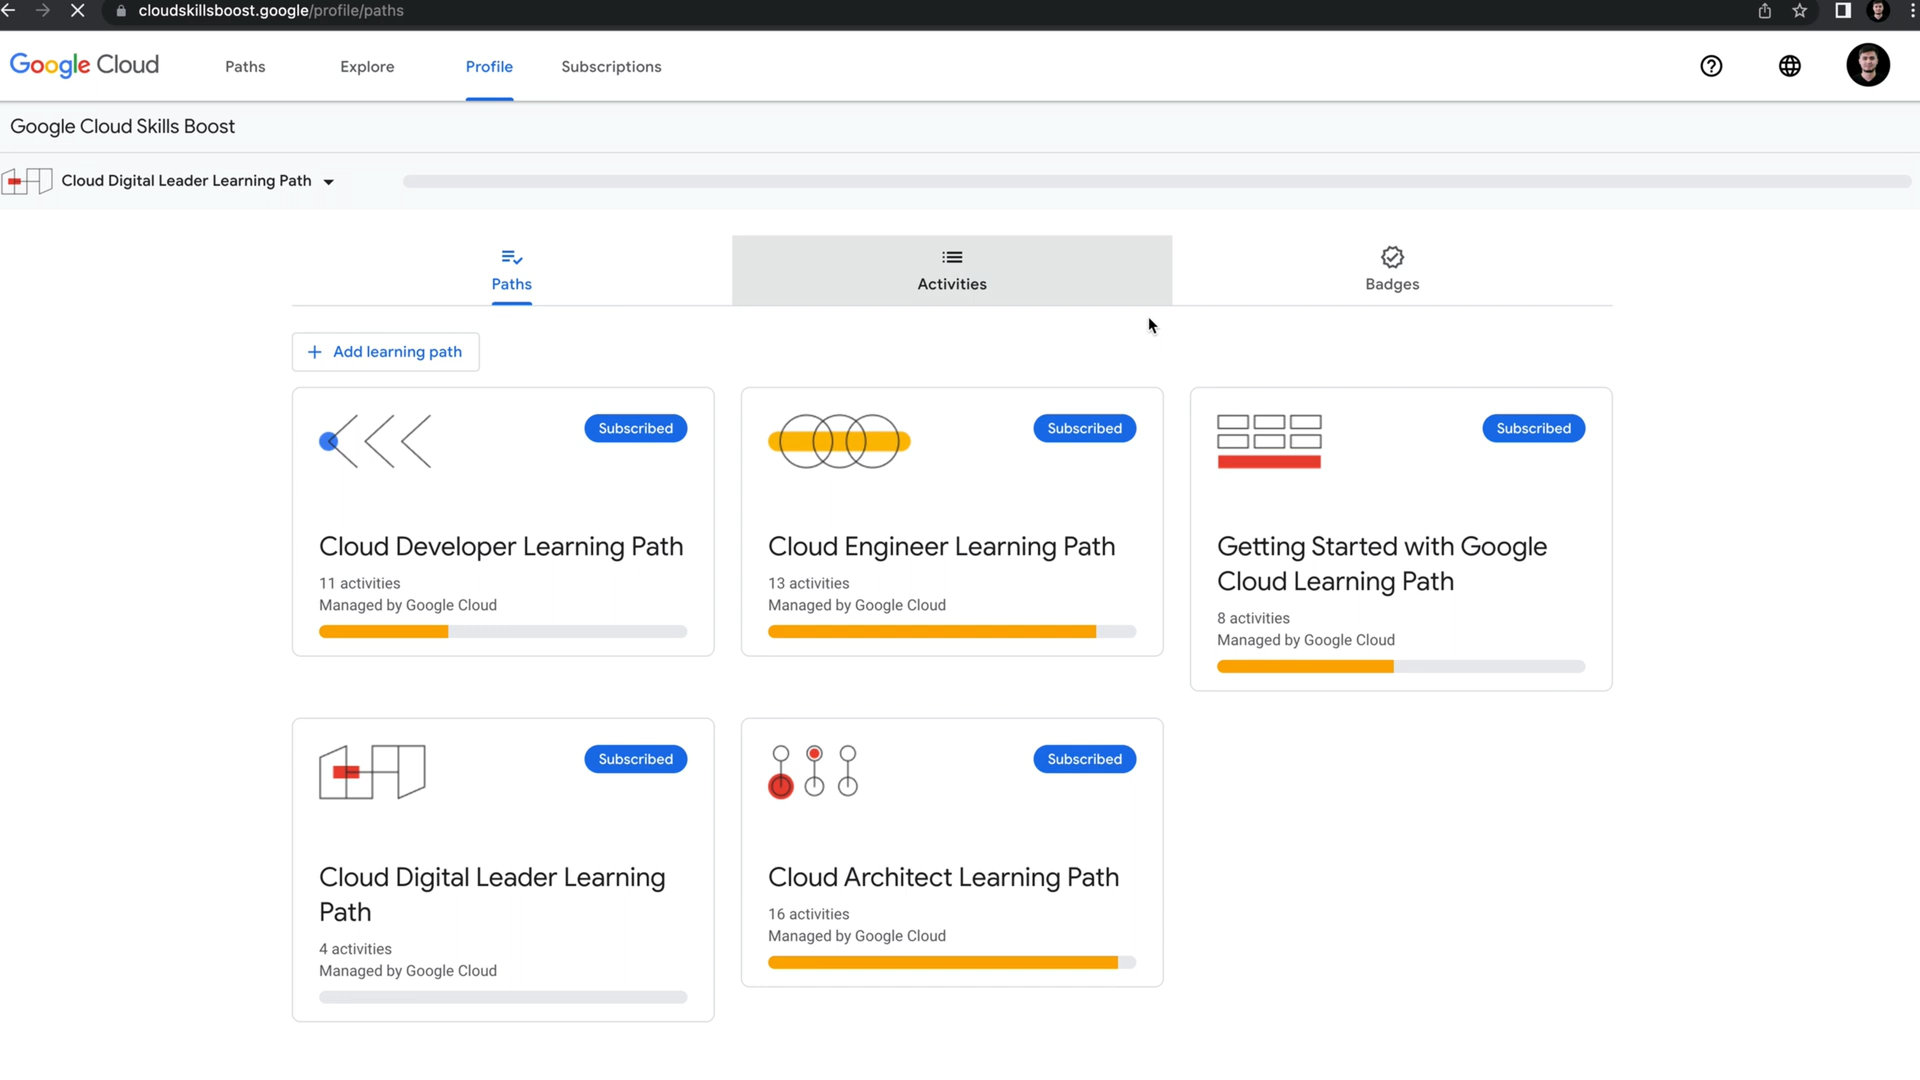 cloudskillsboost.google/profile/paths
Google Cloud
Paths
Explore
Profile
Subscriptions
Google Cloud Skills Boost
Cloud Digital Leader Learning Path
Paths
Activities
Badges
Add learning path
Subscribed
Cloud Developer Learning Path
11 activities
Managed by Google Cloud
Subscribed
Cloud Engineer Learning Path
13 activities
Managed by Google Cloud
Subscribed
Getting Started with Google
Cloud Learning Path
8 activities
Managed by Google Cloud
Subscribed
Cloud Digital Leader Learning
Path
4 activities
Managed by Google Cloud
Subscribed
Cloud Architect Learning Path
16 activities
Managed by Google Cloud